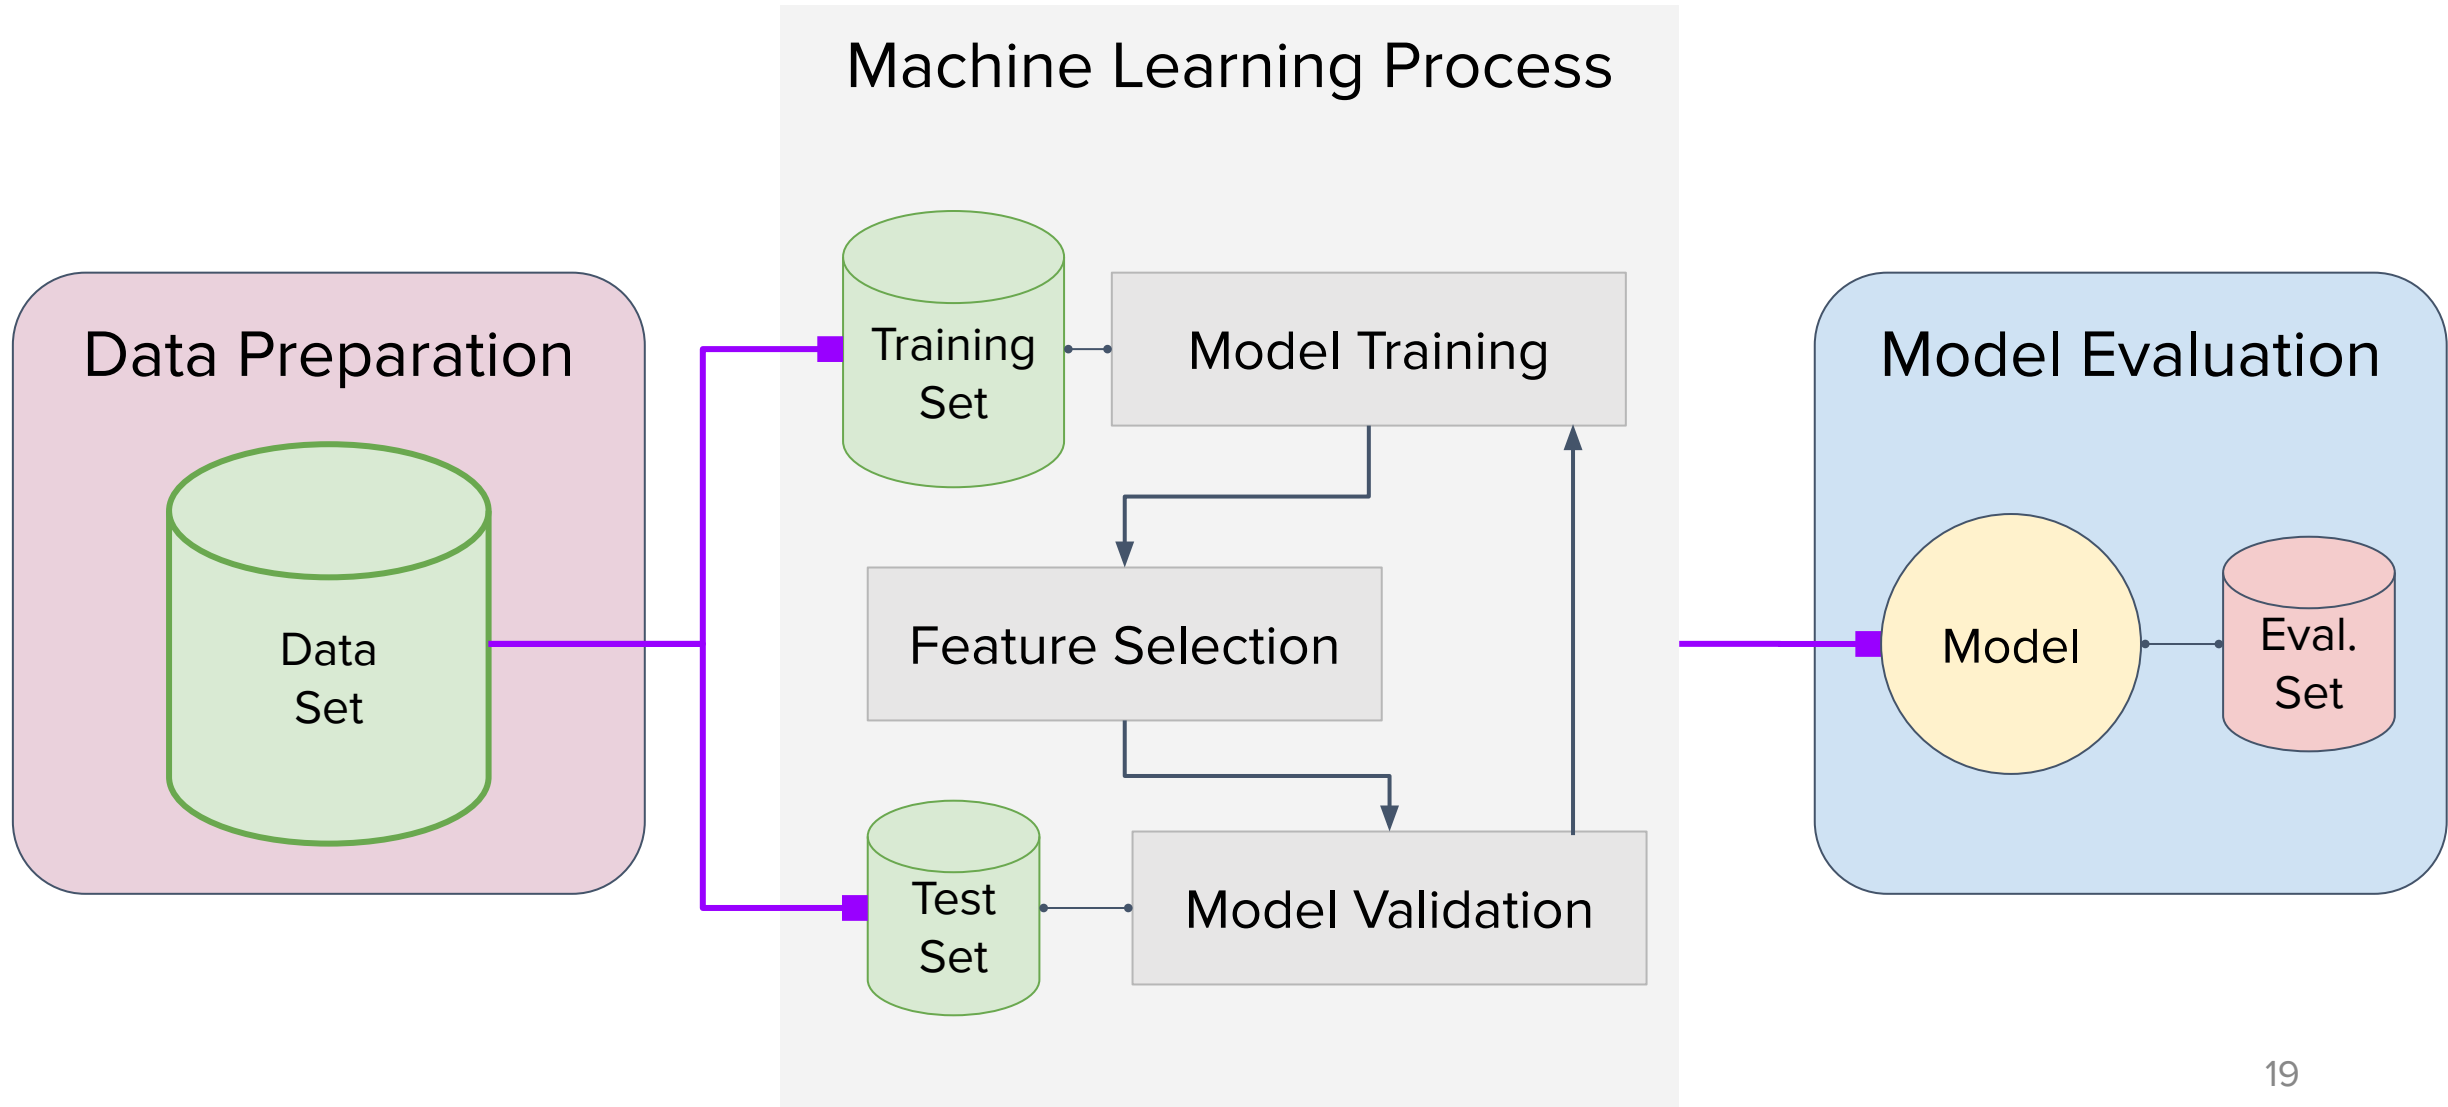 Machine Learning Process
Data Preparation
Data
Set
Training
Set
Model Training
Feature Selection
Test
Set
Model Validation
Model Evaluation
Model
Eval.
Set
19